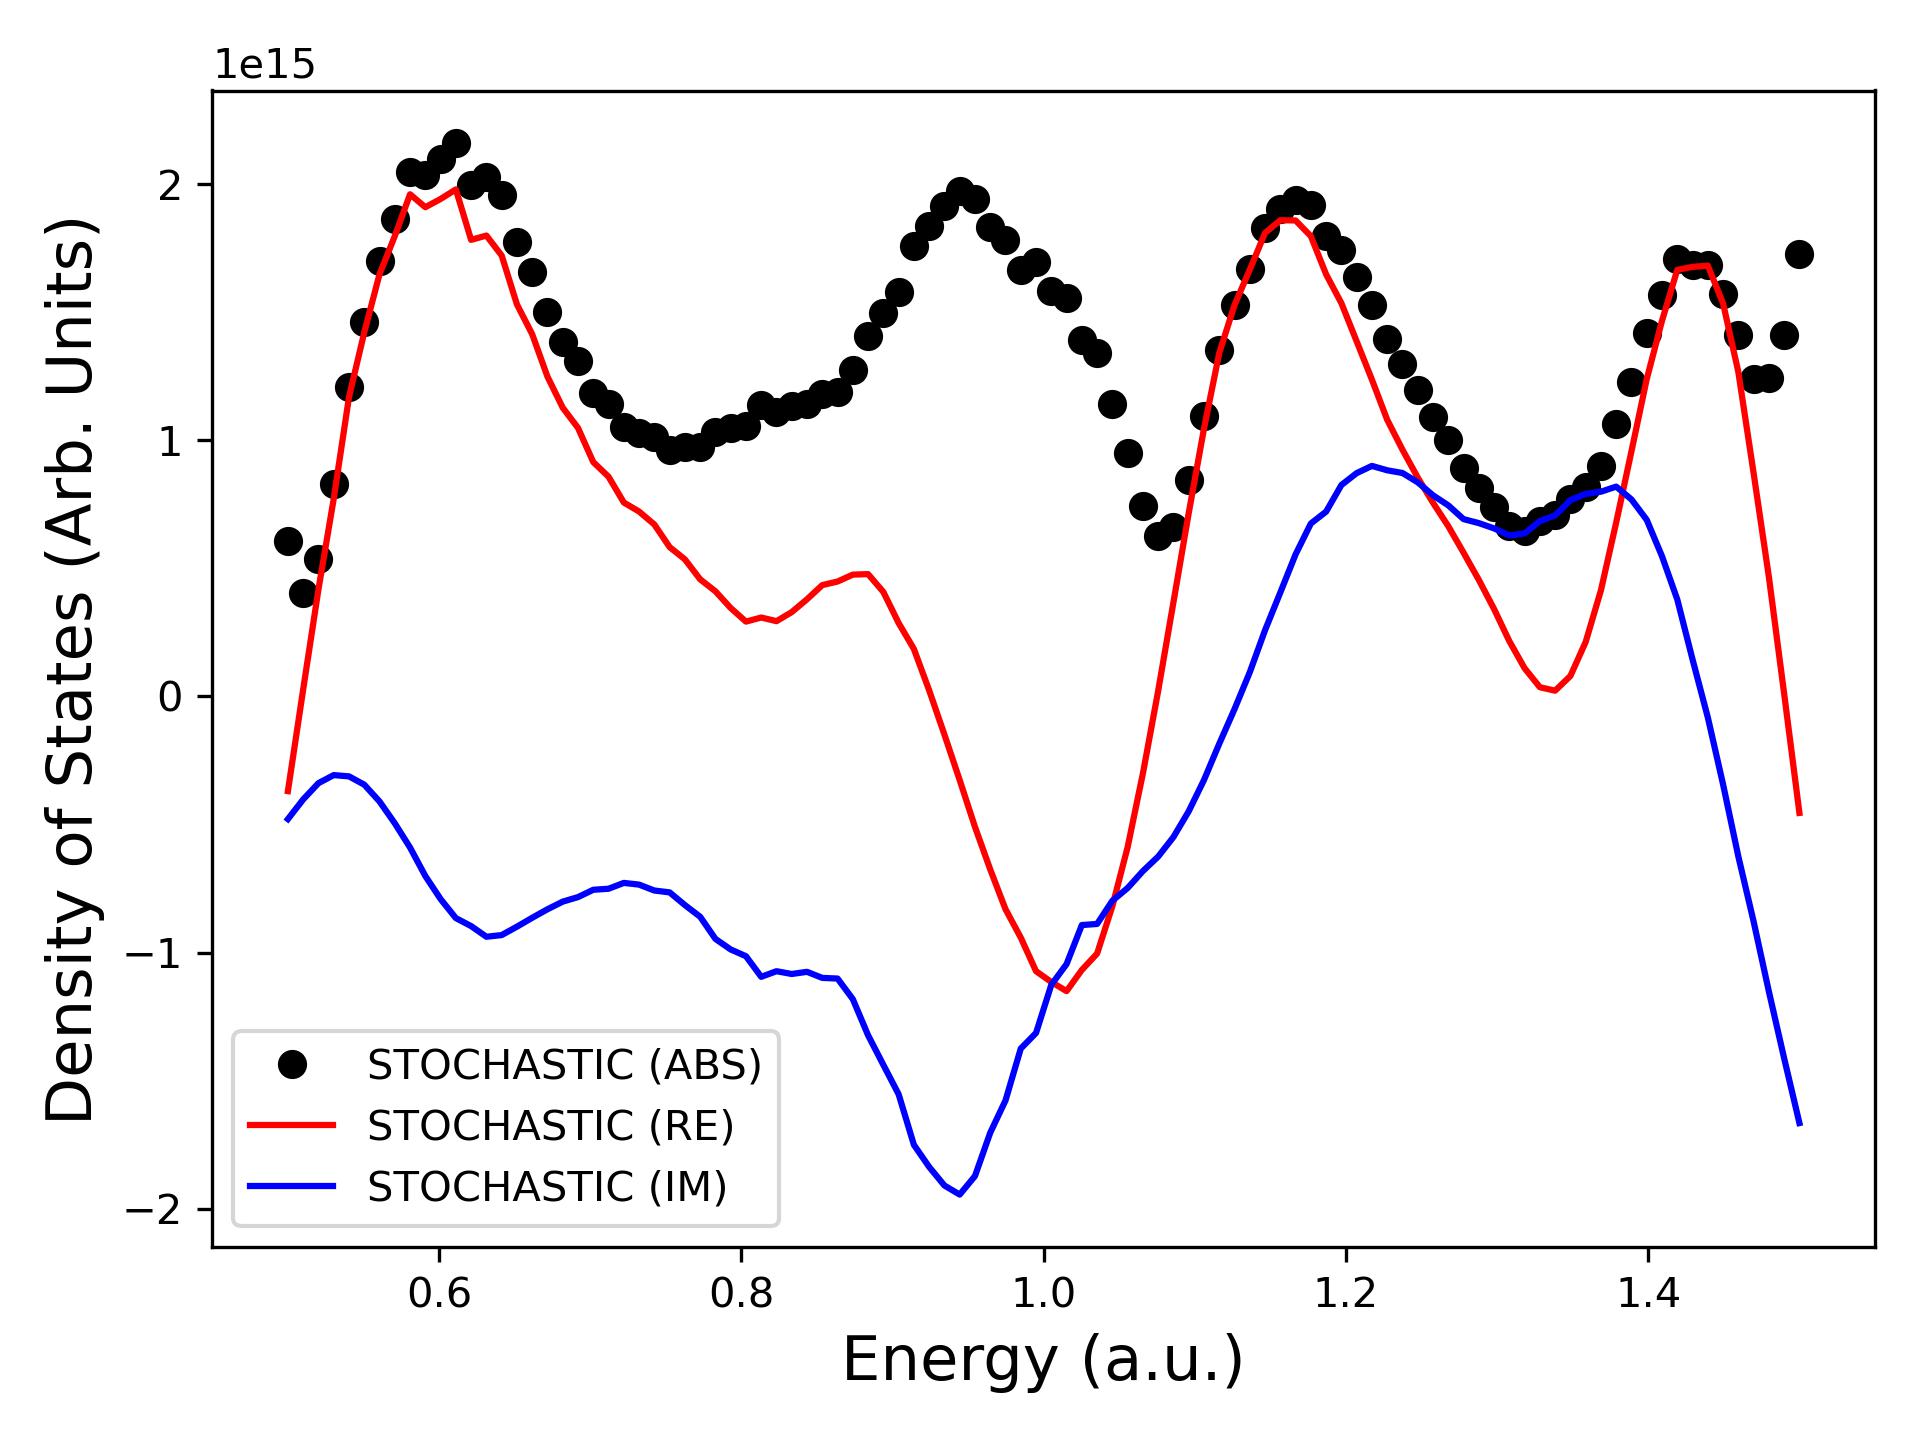 1e15
2
1
0
−1
−2
Density of States (Arb. Units)
STOCHASTIC (ABS)
STOCHASTIC (RE)
STOCHASTIC (IM)
0.6 0.8 1.0 1.2 1.4
Energy (a.u.)